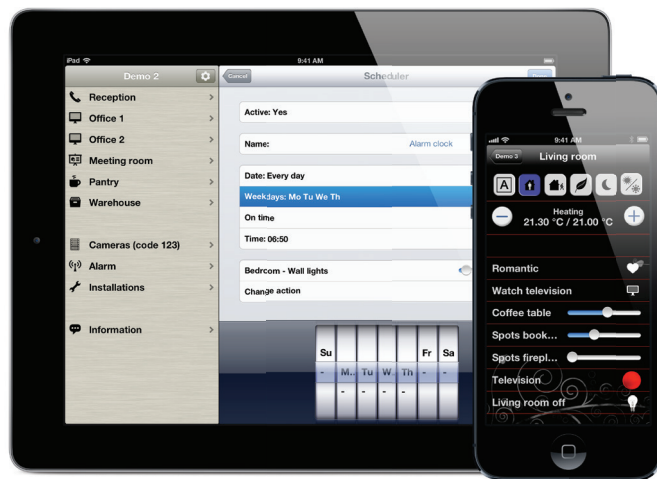 iPad
9:41 AM
Demo 2
Cancel
Scheduler
Reception
Office 1
Office 2
Meeting room
Pantry
Warehouse
Cameras (code 123)
Alarm
Installations
Information
Active: Yes
Name: Alarm clock
Date: Every day
Weekdays: Mo Tu We Th
On time
Time: 06:50
Bedroom - Wall lights
Change action
Su Fr Sa
- M.. Tu W.. Th - -
- - - -
9:41 AM
Demo 3
Living room
A
Heating
21.30 °C / 21.00 °C
Romantic
Watch television
Coffee table
Spots book...
Spots firepl...
Television
Living room off